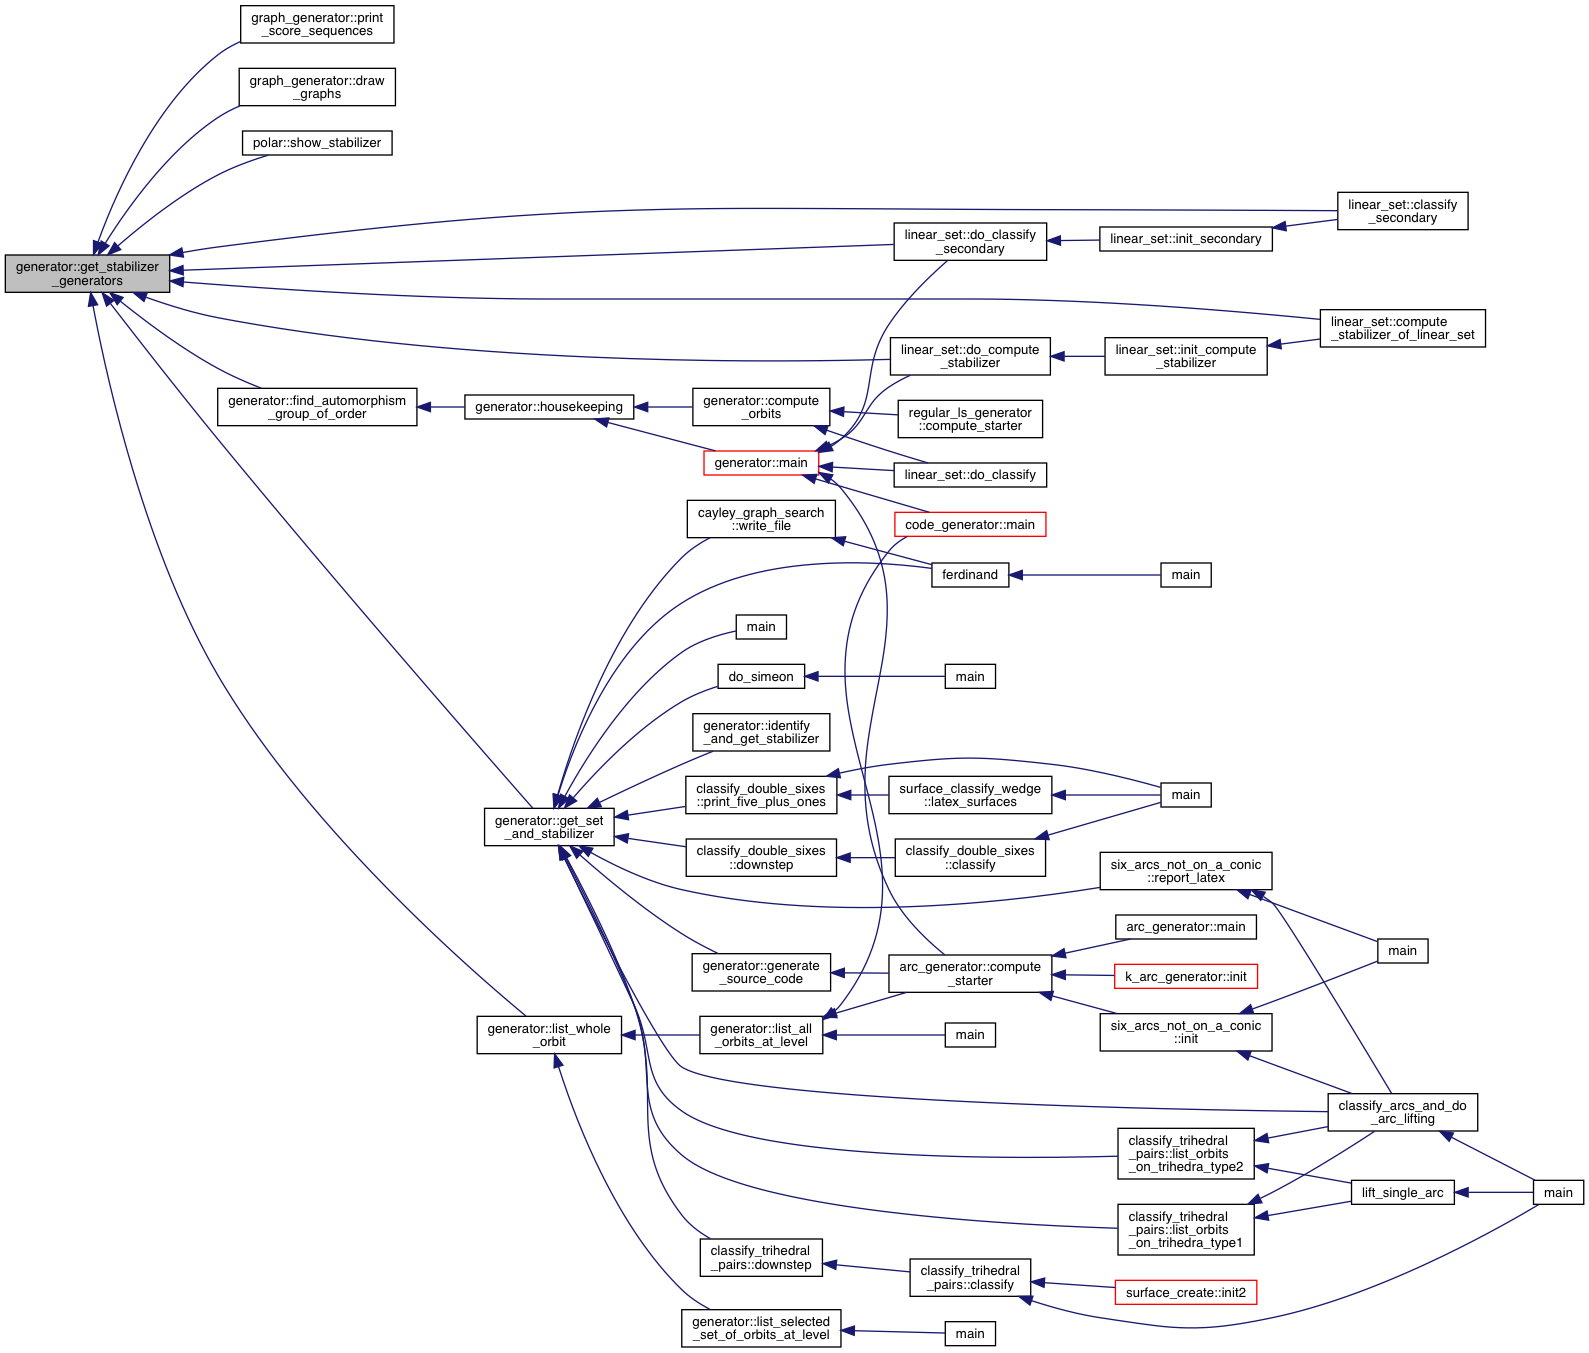 graph_generator::print
_score_sequences
graph_generator::draw
_graphs
polar::show_stabilizer
generator::get_stabilizer
_generators
linear_set::classify
_secondary
linear_set::do_classify
_secondary
linear_set::init_secondary
linear_set::compute
_stabilizer_of_linear_set
linear_set::do_compute
_stabilizer
linear_set::init_compute
_stabilizer
generator::find_automorphism
_group_of_order
generator::housekeeping
generator::compute
_orbits
regular_ls_generator
::compute_starter
generator::main
linear_set::do_classify
cayley_graph_search
::write_file
code_generator::main
ferdinand
main
main
do_simeon
main
generator::identify
_and_get_stabilizer
classify_double_sixes
::print_five_plus_ones
surface_classify_wedge
::latex_surfaces
main
generator::get_set
_and_stabilizer
classify_double_sixes
::downstep
classify_double_sixes
::classify
six_arcs_not_on_a_conic
::report_latex
arc_generator::main
main
generator::generate
_source_code
arc_generator::compute
_starter
k_arc_generator::init
generator::list_whole
_orbit
generator::list_all
_orbits_at_level
main
six_arcs_not_on_a_conic
::init
classify_arcs_and_do
_arc_lifting
classify_trihedral
_pairs::list_orbits
_on_trihedra_type2
lift_single_arc
main
classify_trihedral
_pairs::list_orbits
_on_trihedra_type1
classify_trihedral
_pairs::downstep
classify_trihedral
_pairs::classify
surface_create::init2
generator::list_selected
_set_of_orbits_at_level
main